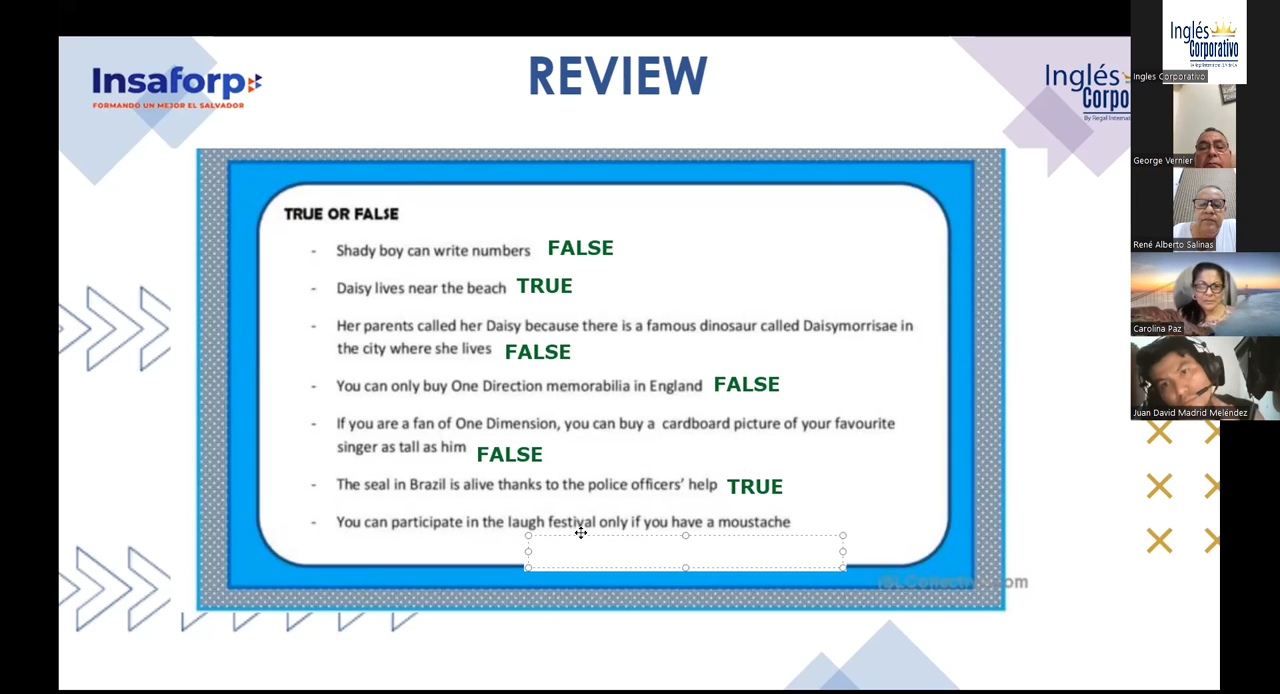 REVIEW
Insaforp
FORMANDO UN MEJOR EL SALVADOR
Inglés
Corpo
By Regal Internat
TRUE OR FALSE
- Shady boy can write numbers FALSE
- Daisy lives near the beach TRUE
- Her parents called her Daisy because there is a famous dinosaur called Daisymorrisae in
the city where she lives FALSE
- You can only buy One Direction memorabilia in England FALSE
- If you are a fan of One Dimension, you can buy a cardboard picture of your favourite
singer as tall as him FALSE
- The seal in Brazil is alive thanks to the police officers' help TRUE
- You can participate in the laugh festival only if you have a moustache
Inglés
Corporativo
Ingles Corporativo
George Vernier
René Alberto Salinas
Carolina Paz
Juan David Madrid Meléndez